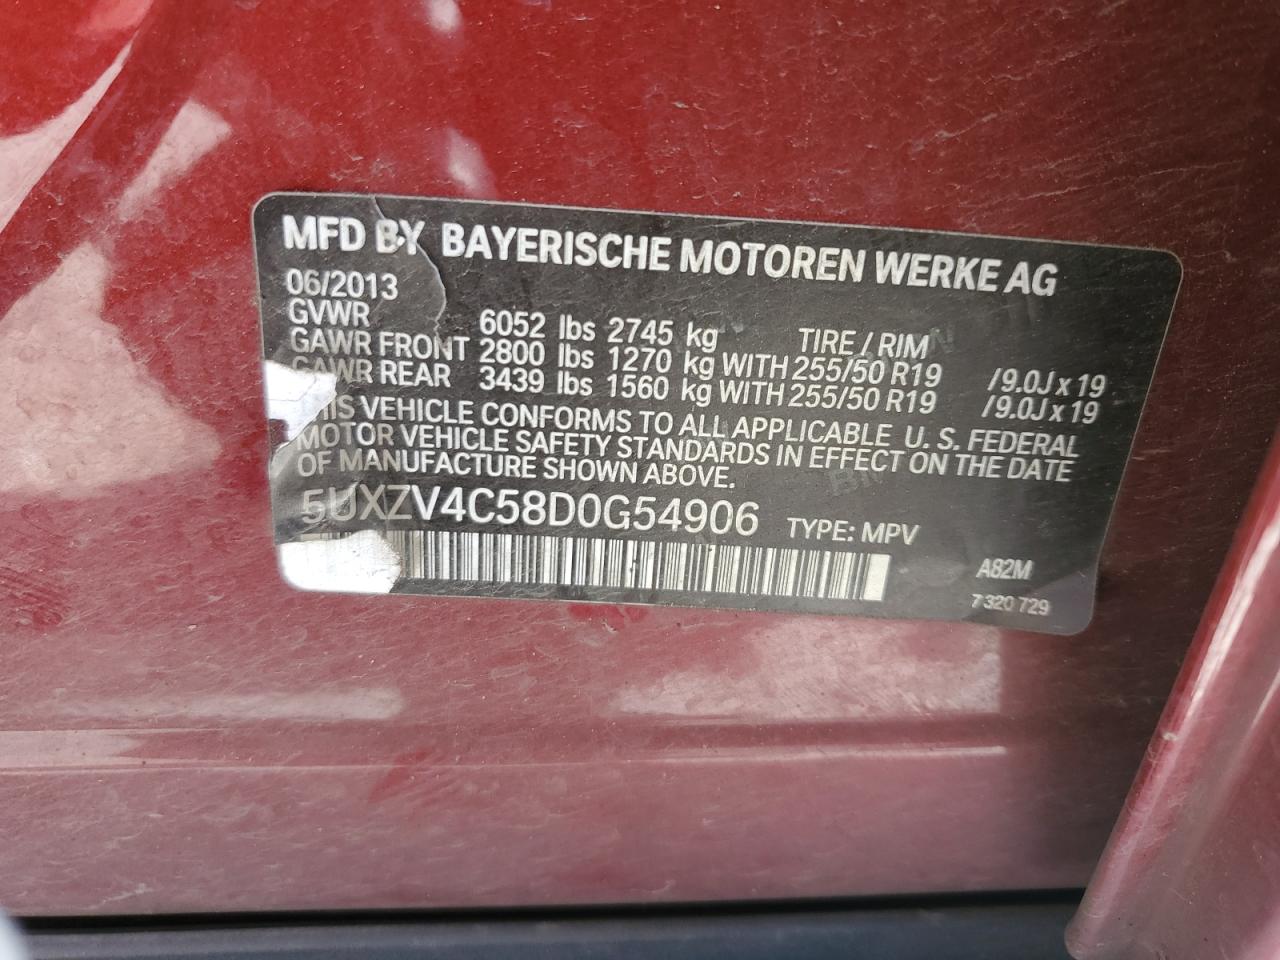 MFD BY BAYERISCHE MOTOREN WERKE AG
06/2013
GVWR 6052 lbs 2745 kg TIRE / RIM
GAWR FRONT 2800 lbs 1270 kg WITH 255/50 R19 /9.0J x 19
GAWR REAR 3439 lbs 1560 kg WITH 255/50 R19 /9.0J x 19
THIS VEHICLE CONFORMS TO ALL APPLICABLE U. S. FEDERAL
MOTOR VEHICLE SAFETY STANDARDS IN EFFECT ON THE DATE
OF MANUFACTURE SHOWN ABOVE.
5UXZV4C58D0G54906 TYPE: MPV
A82M
7 320 729